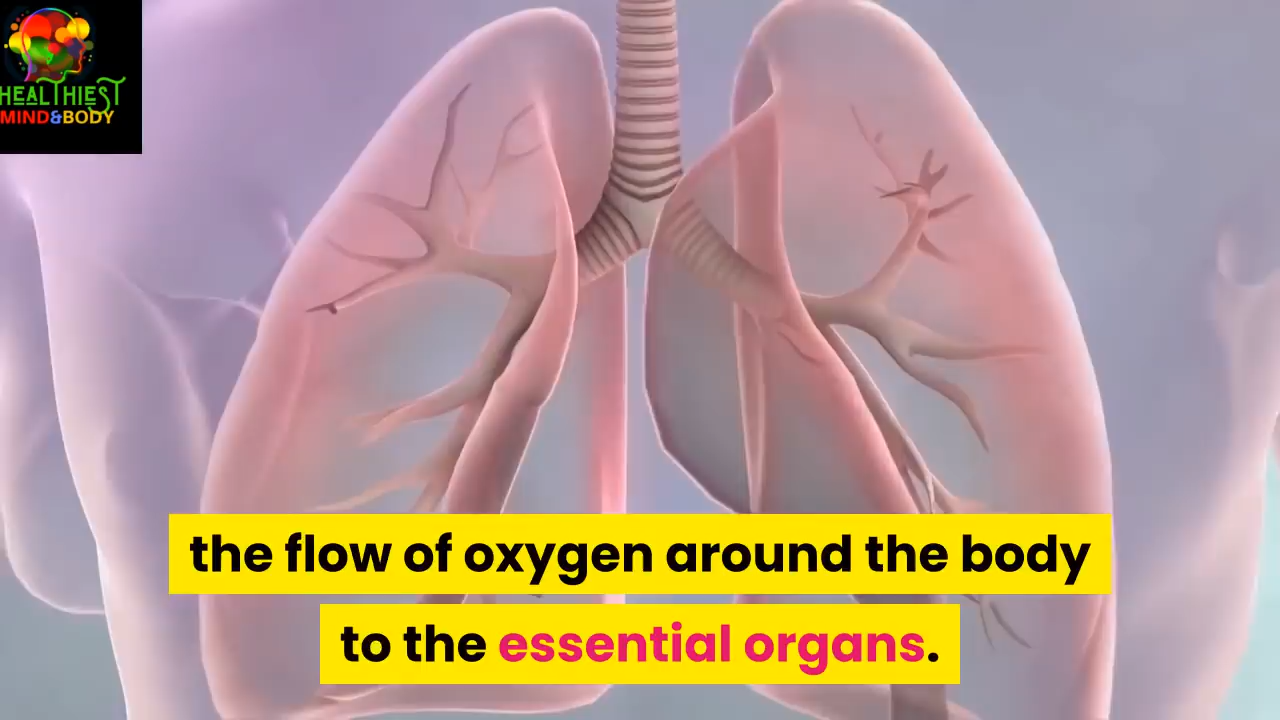 HEALTHIEST
MIND&BODY
the flow of oxygen around the body
to the essential organs.